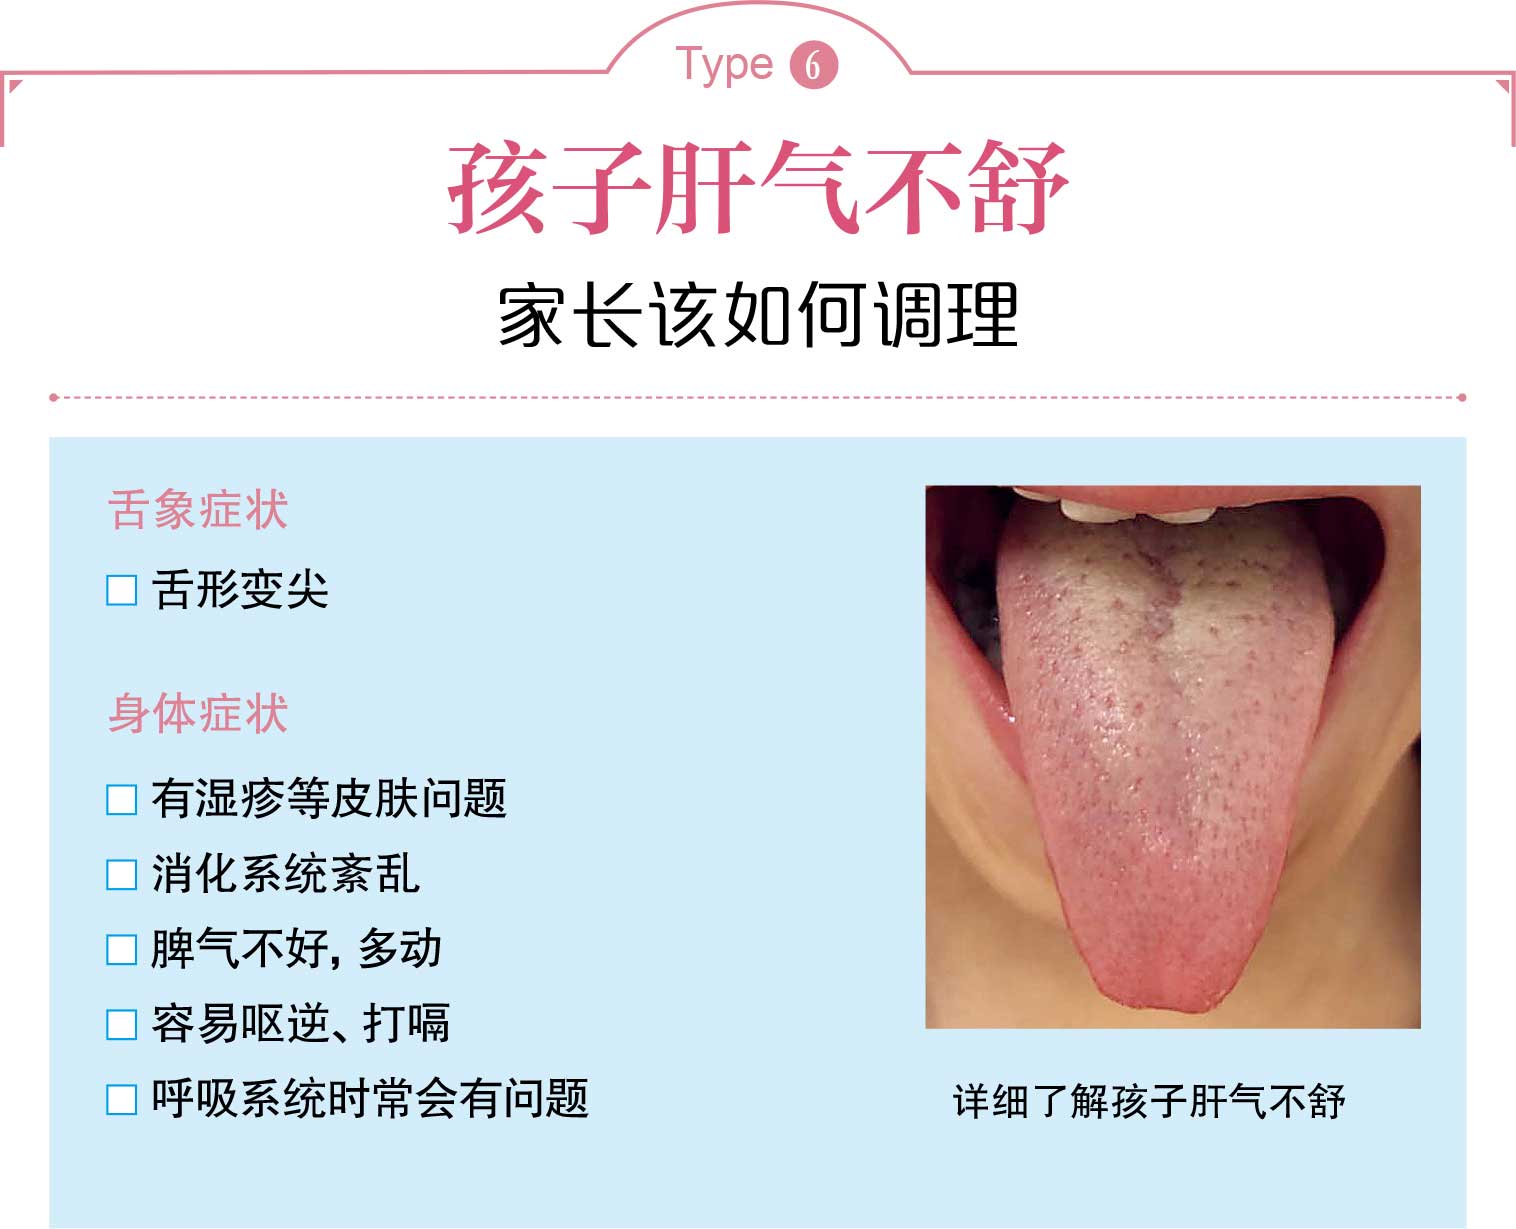 Type 6
孩子肝气不舒
家长该如何调理
舌象症状
舌形变尖
身体症状
有湿疹等皮肤问题
消化系统紊乱
脾气不好，多动
容易呕逆、打嗝
呼吸系统时常会有问题
详细了解孩子肝气不舒